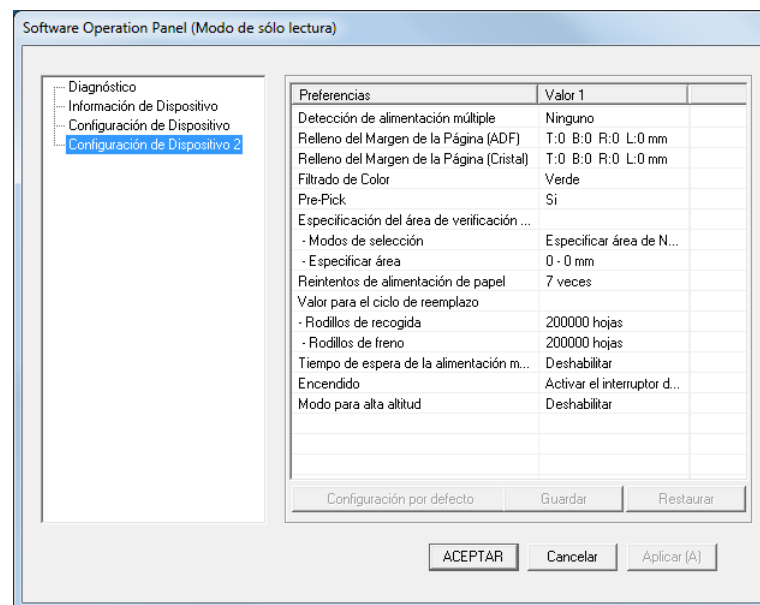 Software Operation Panel (Modo de sólo lectura)
Diagnóstico
Información de Dispositivo
Configuración de Dispositivo
Configuración de Dispositivo 2
Preferencias Valor 1
Detección de alimentación múltiple Ninguno
Relleno del Margen de la Página (ADF) T:0 B:0 R:0 L:0 mm
Relleno del Margen de la Página (Cristal) T:0 B:0 R:0 L:0 mm
Filtrado de Color Verde
Pre-Pick Si
Especificación del área de verificación ...
- Modos de selección Especificar área de N...
- Especificar área 0 - 0 mm
Reintentos de alimentación de papel 7 veces
Valor para el ciclo de reemplazo
- Rodillos de recogida 200000 hojas
- Rodillos de freno 200000 hojas
Tiempo de espera de la alimentación m... Deshabilitar
Encendido Activar el interruptor d...
Modo para alta altitud Deshabilitar
Configuración por defecto Guardar Restaurar
ACEPTAR Cancelar Aplicar (A)